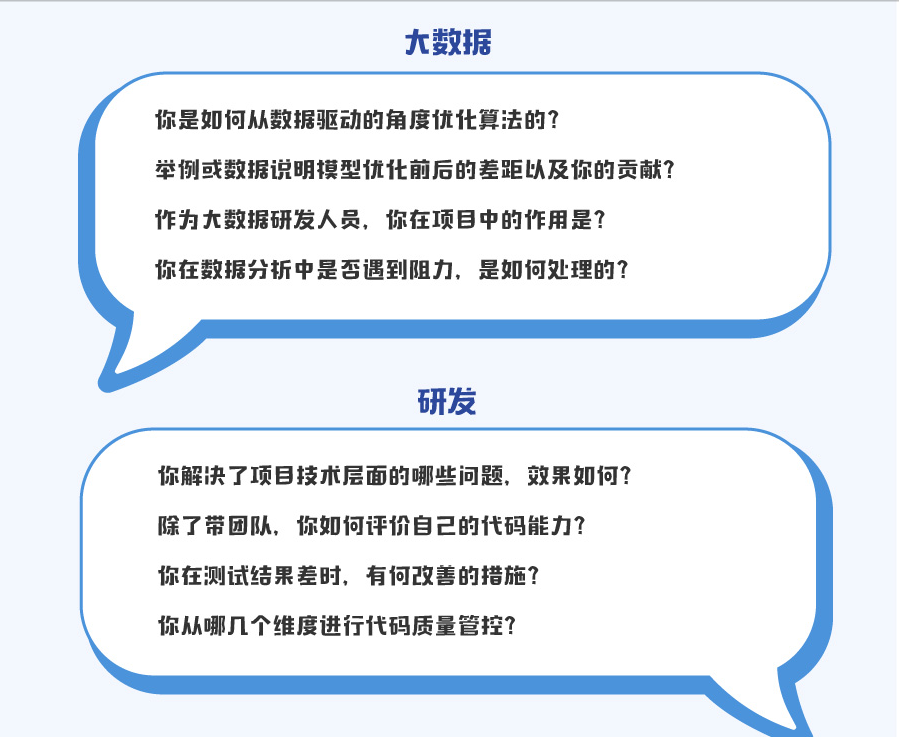 大数据
你是如何从数据驱动的角度优化算法的？
举例或数据说明模型优化前后的差距以及你的贡献？
作为大数据研发人员，你在项目中的作用是？
你在数据分析中是否遇到阻力，是如何处理的？
研发
你解决了项目技术层面的哪些问题，效果如何？
除了带团队，你如何评价自己的代码能力？
你在测试结果差时，有何改善的措施？
你从哪几个维度进行代码质量管控？